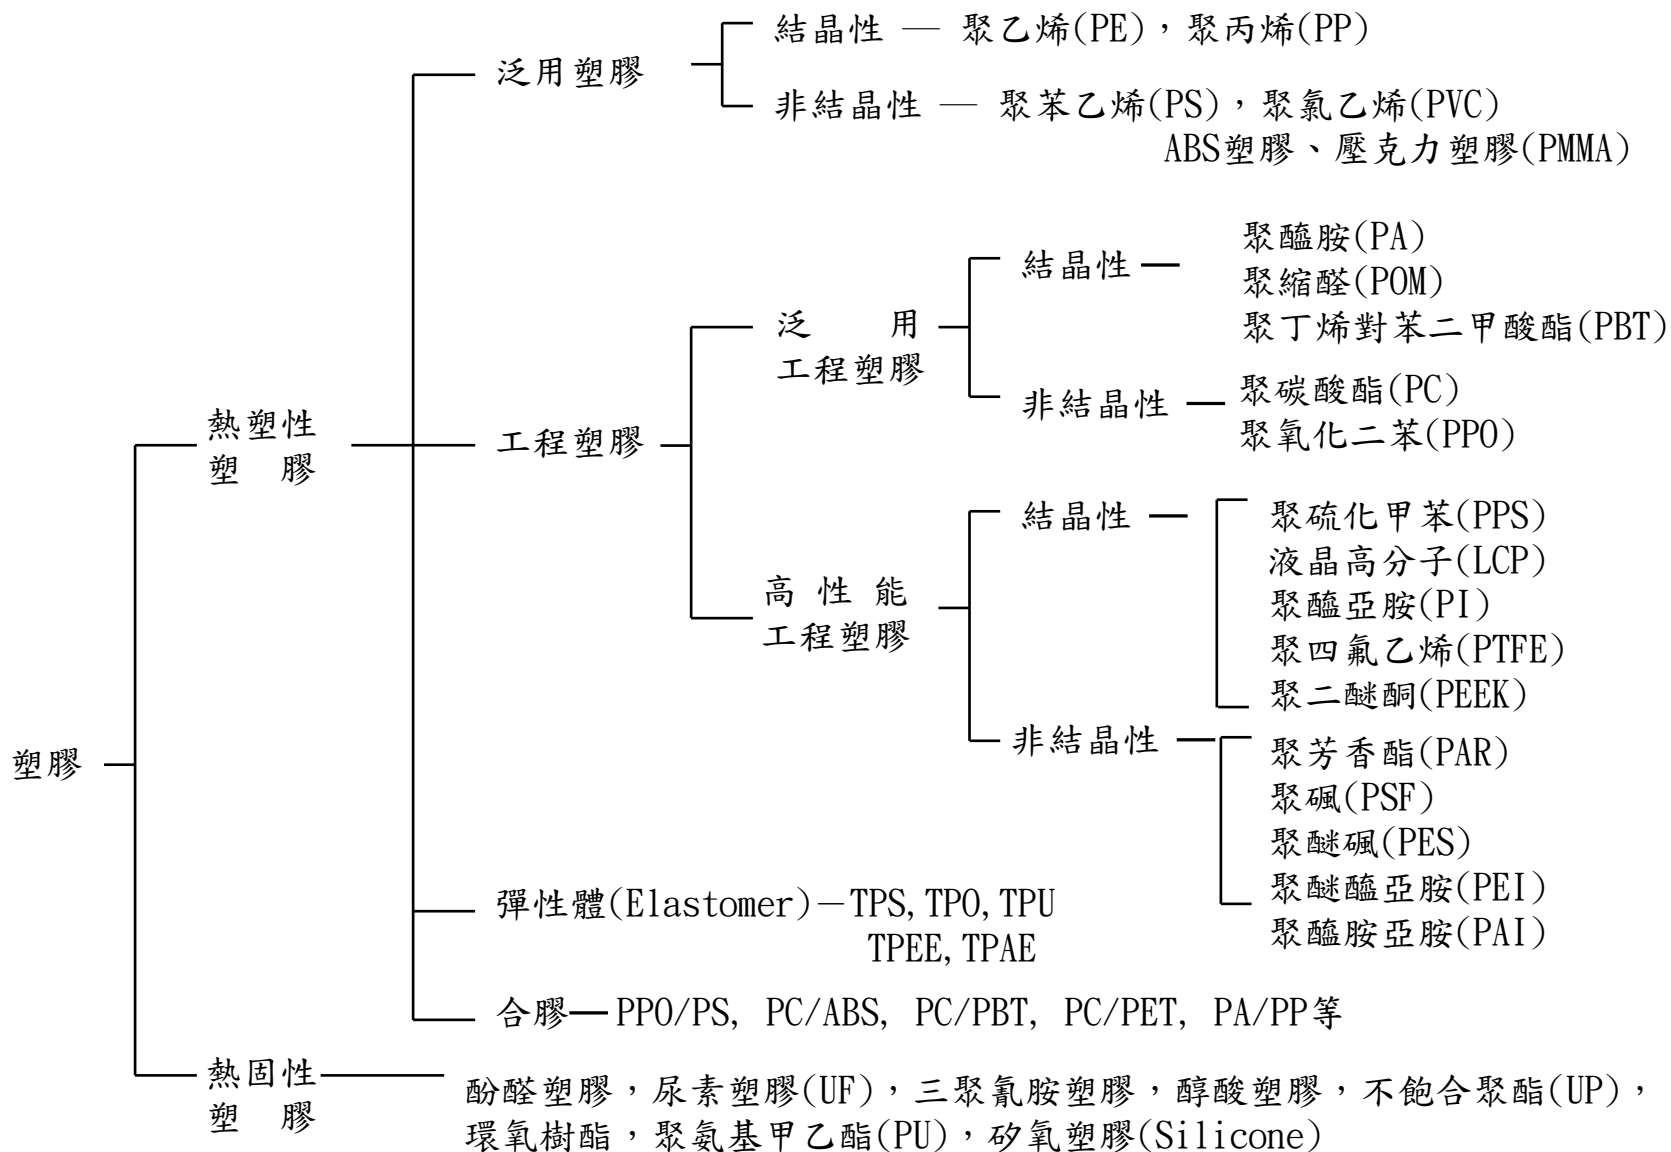 結晶性 — 聚乙烯(PE)，聚丙烯(PP)
泛用塑膠
非結晶性 — 聚苯乙烯(PS)，聚氯乙烯(PVC)
ABS塑膠、壓克力塑膠(PMMA)
聚醯胺(PA)
結晶性 —
聚縮醛(POM)
泛 用
工程塑膠
聚丁烯對苯二甲酸酯(PBT)
非結晶性 —
聚碳酸酯(PC)
聚氧化二苯(PPO)
熱塑性
塑 膠
工程塑膠
結晶性 —
聚硫化甲苯(PPS)
液晶高分子(LCP)
高 性 能
工程塑膠
聚醯亞胺(PI)
聚四氟乙烯(PTFE)
聚二醚酮(PEEK)
非結晶性 —
聚芳香酯(PAR)
塑膠
聚碸(PSF)
聚醚碸(PES)
聚醚醯亞胺(PEI)
聚醯胺亞胺(PAI)
彈性體(Elastomer)—TPS,TPO,TPU
TPEE,TPAE
合膠—PPO/PS, PC/ABS, PC/PBT, PC/PET, PA/PP等
熱固性
塑 膠
酚醛塑膠，尿素塑膠(UF)，三聚氰胺塑膠，醇酸塑膠，不飽合聚酯(UP)，
環氧樹酯，聚氨基甲乙酯(PU)，矽氧塑膠(Silicone)